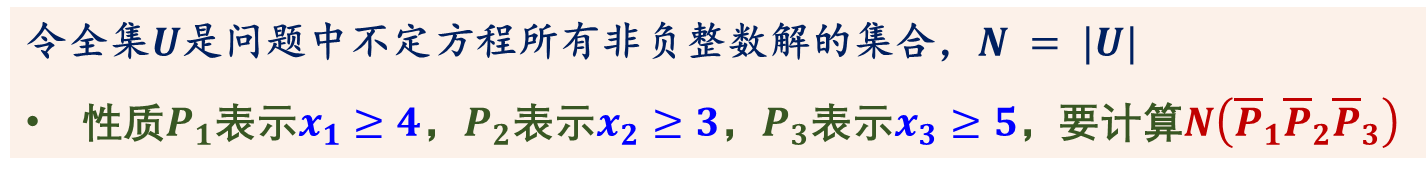 令全集U是问题中不定方程所有非负整数解的集合，N = |U|
• 性质P₁表示x₁ ≥ 4，P₂表示x₂ ≥ 3，P₃表示x₃ ≥ 5，要计算N(P̅₁P̅₂P̅₃)